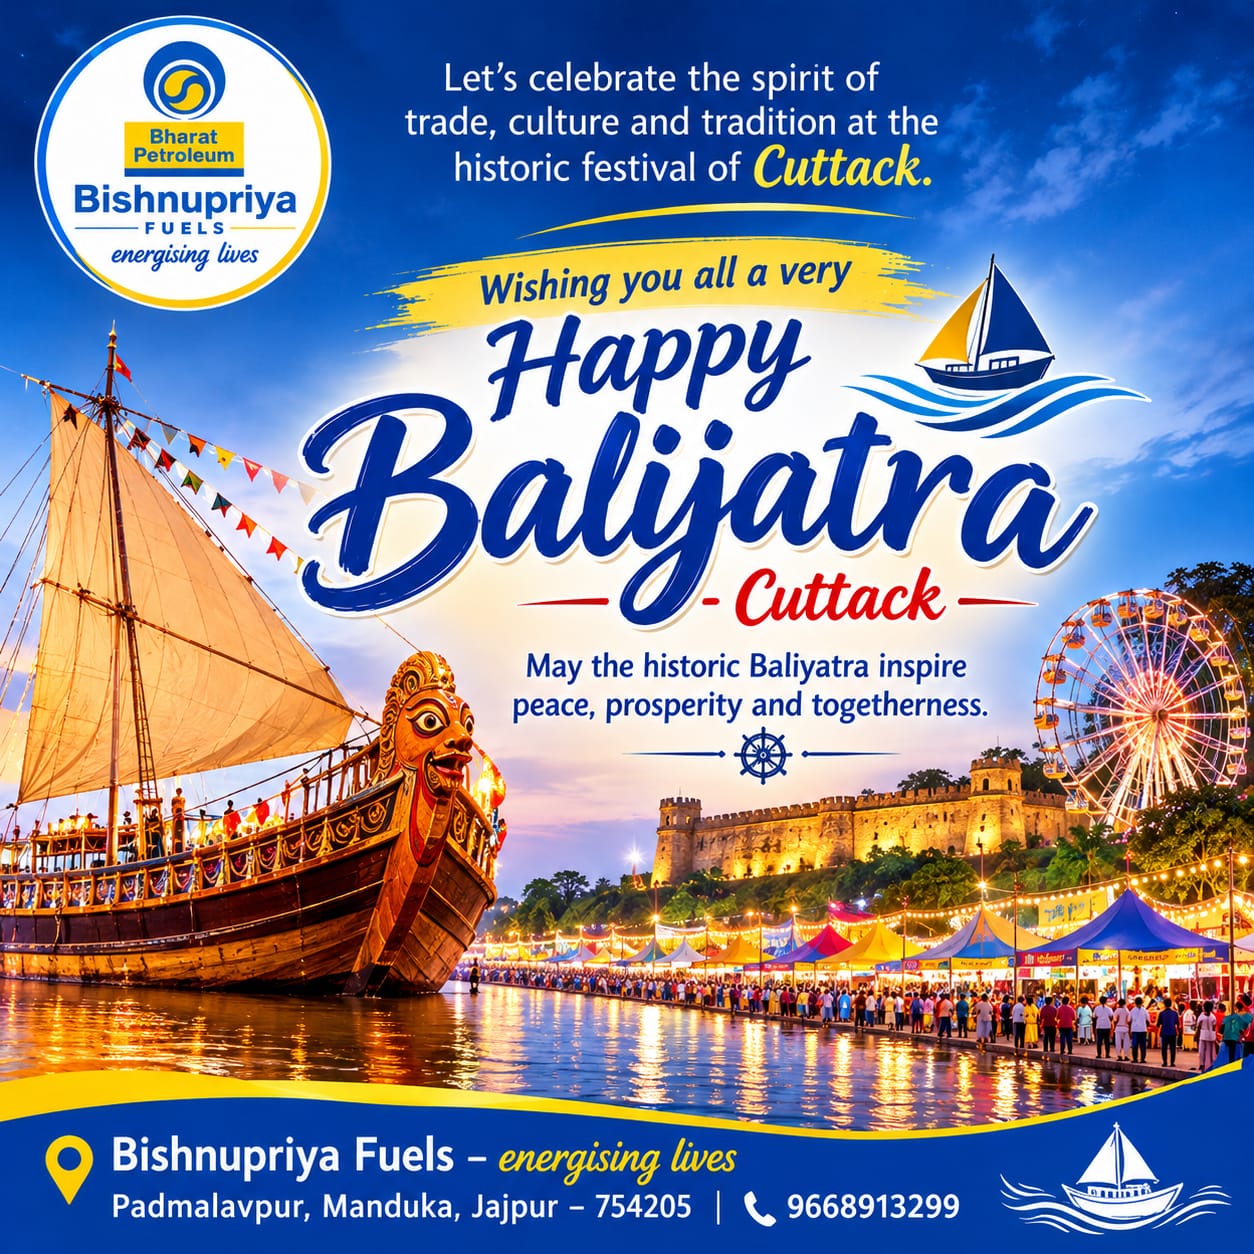 Bharat
Petroleum
Bishnupriya
FUELS
energising lives
Let's celebrate the spirit of
trade, culture and tradition at the
historic festival of Cuttack.
Wishing you all a very
Happy
Balijatra
- Cuttack
May the historic Baliyatra inspire
peace, prosperity and togetherness.
Bishnupriya Fuels – energising lives
Padmalavpur, Manduka, Jajpur – 754205 | 9668913299